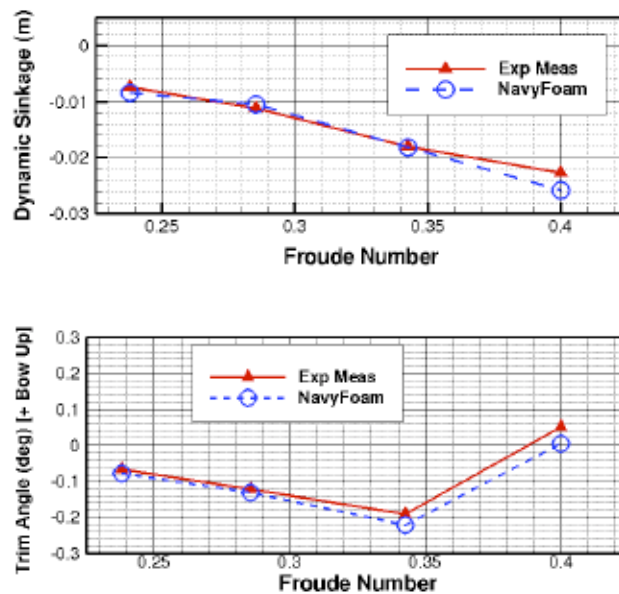 0
-0.01
-0.02
-0.03
Dynamic Sinkage (m)
Exp Meas
NavyFoam
0.25 0.3 0.35 0.4
Froude Number
0.3
0.2
0.1
0
-0.1
-0.2
-0.3
Trim Angle (deg) [+ Bow Up]
Exp Meas
NavyFoam
0.25 0.3 0.35 0.4
Froude Number